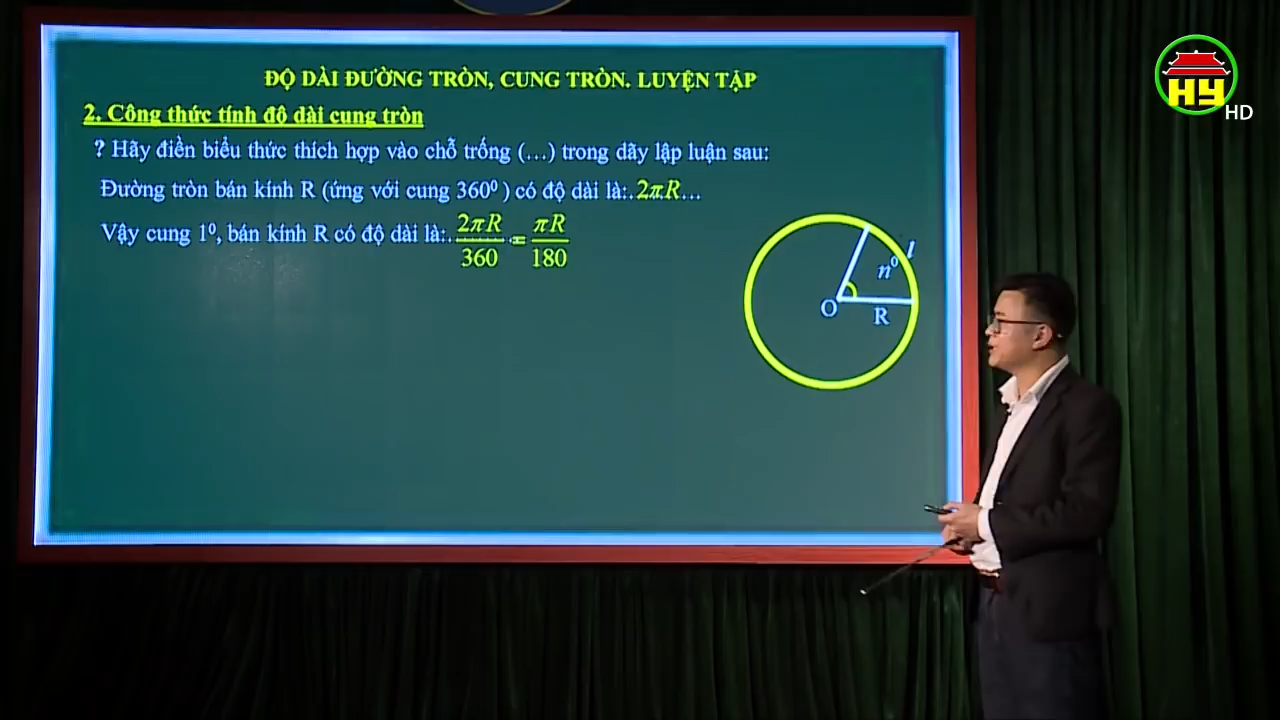 ĐỘ DÀI ĐƯỜNG TRÒN, CUNG TRÒN. LUYỆN TẬP
2. Công thức tính độ dài cung tròn
? Hãy điền biểu thức thích hợp vào chỗ trống (…) trong dãy lập luận sau:
Đường tròn bán kính R (ứng với cung 360⁰ ) có độ dài là:.2πR…
Vậy cung 1⁰, bán kính R có độ dài là:. 2πR/360 = πR/180
l
n⁰
O
R
HY
HD